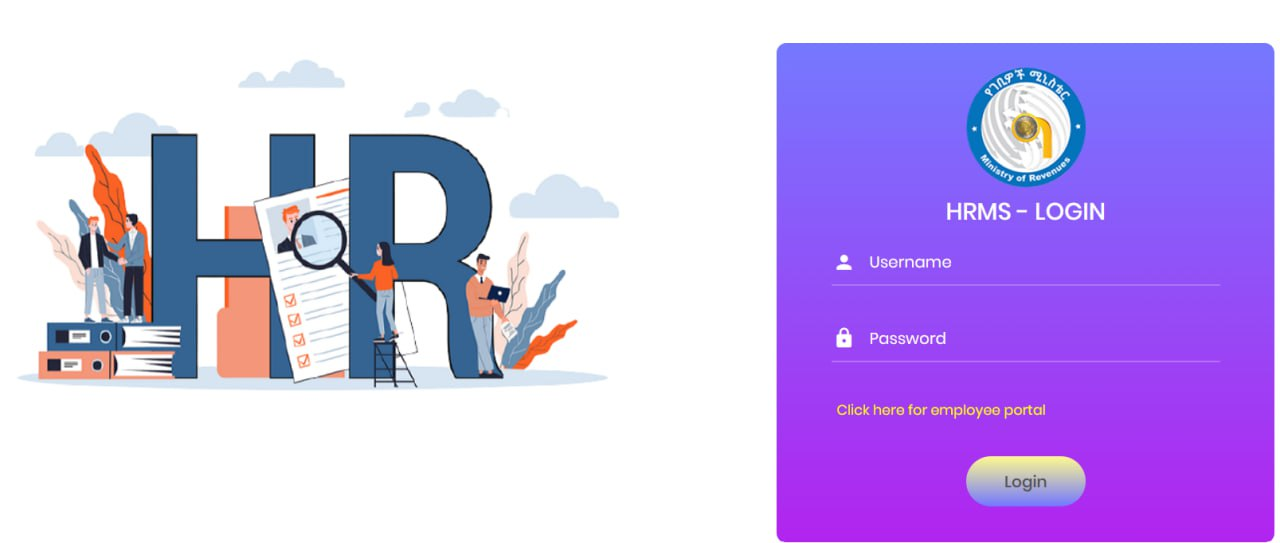 HR
የገቢዎች ሚኒስቴር
Ministry of Revenues
HRMS - LOGIN
Username
Password
Click here for employee portal
Login